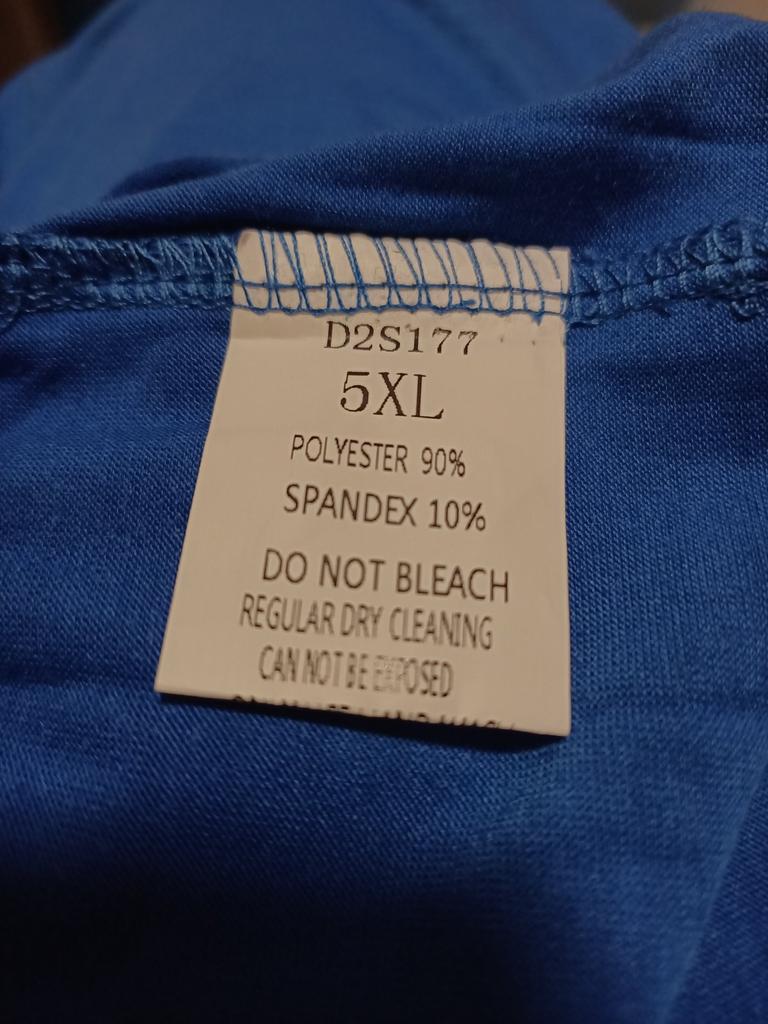 D2S177
5XL
POLYESTER 90%
SPANDEX 10%
DO NOT BLEACH
REGULAR DRY CLEANING
CAN NOT BE EXPOSED